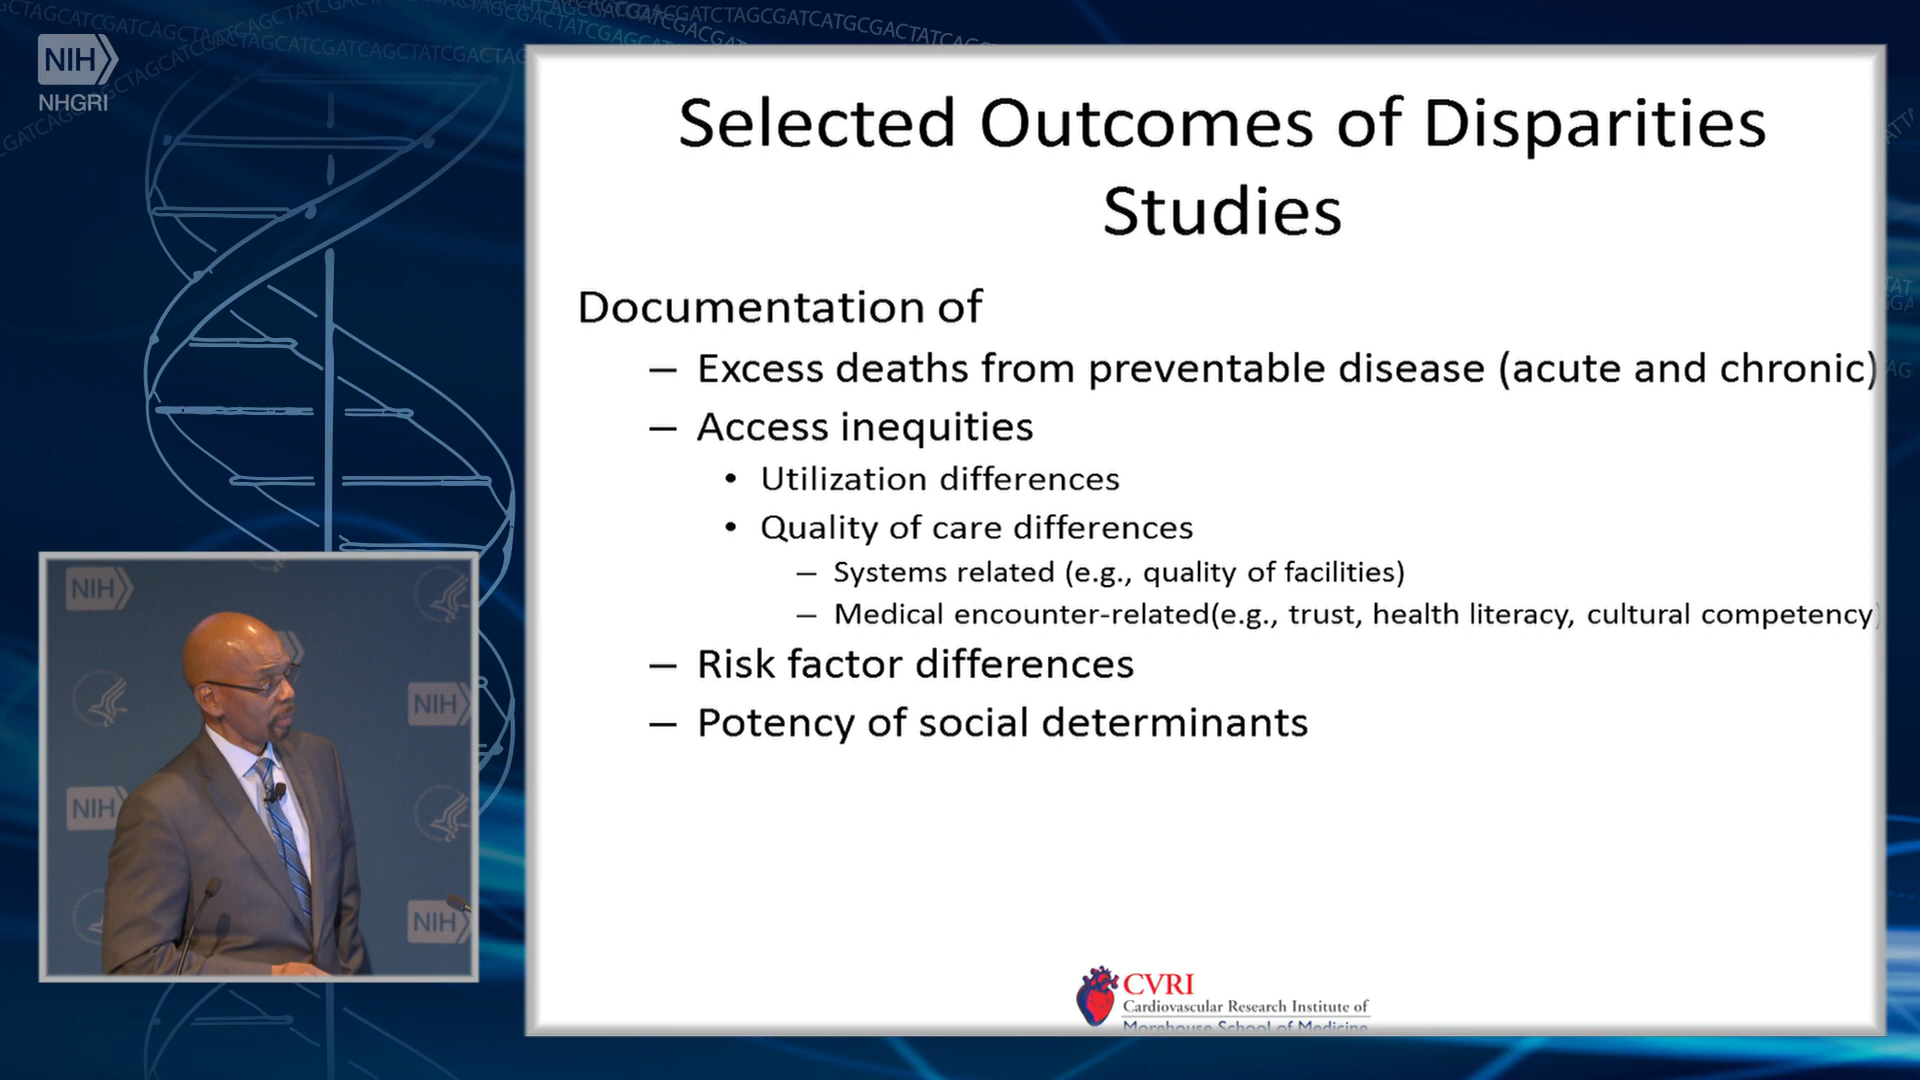 NIH
NHGRI
Selected Outcomes of Disparities
Studies
Documentation of
– Excess deaths from preventable disease (acute and chronic)
– Access inequities
• Utilization differences
• Quality of care differences
– Systems related (e.g., quality of facilities)
– Medical encounter-related(e.g., trust, health literacy, cultural competency)
– Risk factor differences
– Potency of social determinants
CVRI
Cardiovascular Research Institute of
Morehouse School of Medicine
NIH
NIH
NIH
NIH